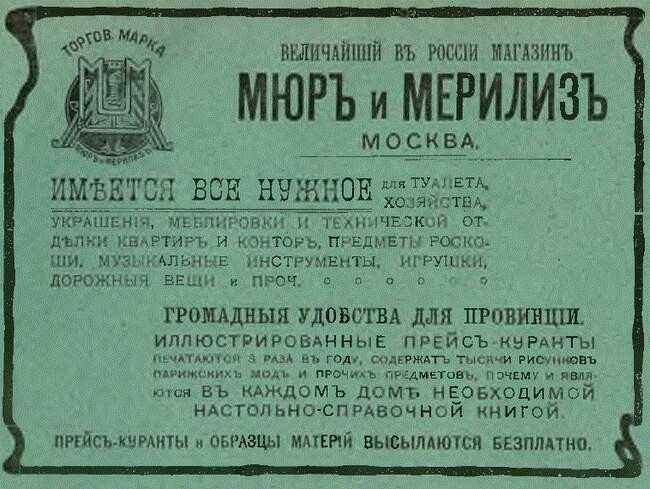 ТОРГОВ. МАРКА
МЮРЪ и МЕРИЛИЗЪ
ВЕЛИЧАЙШІЙ ВЪ РОССІИ МАГАЗИНЪ
МЮРЪ и МЕРИЛИЗЪ
МОСКВА.
ИМѢЕТСЯ ВСЕ НУЖНОЕ для ТУАЛЕТА,
ХОЗЯЙСТВА,
УКРАШЕНІЯ, МЕБЛИРОВКИ И ТЕХНИЧЕСКОЙ ОТ-
ДѢЛКИ КВАРТИРЪ И КОНТОРЪ, ПРЕДМЕТЫ РОСКО-
ШИ, МУЗЫКАЛЬНЫЕ ИНСТРУМЕНТЫ, ИГРУШКИ,
ДОРОЖНЫЯ ВЕЩИ и ПРОЧ.
ГРОМАДНЫЯ УДОБСТВА ДЛЯ ПРОВИНЦІИ.
ИЛЛЮСТРИРОВАННЫЕ ПРЕЙСЪ-КУРАНТЫ
ПЕЧАТАЮТСЯ 3 РАЗА ВЪ ГОДУ, СОДЕРЖАТЪ ТЫСЯЧИ РИСУНКОВЪ
ПАРИЖСКИХЪ МОДЪ И ПРОЧИХЪ ПРЕДМЕТОВЪ, ПОЧЕМУ И ЯВЛЯ-
ЮТСЯ ВЪ КАЖДОМЪ ДОМѢ НЕОБХОДИМОЙ
НАСТОЛЬНО-СПРАВОЧНОЙ КНИГОЙ.
ПРЕЙСЪ-КУРАНТЫ и ОБРАЗЦЫ МАТЕРІЙ ВЫСЫЛАЮТСЯ БЕЗПЛАТНО.